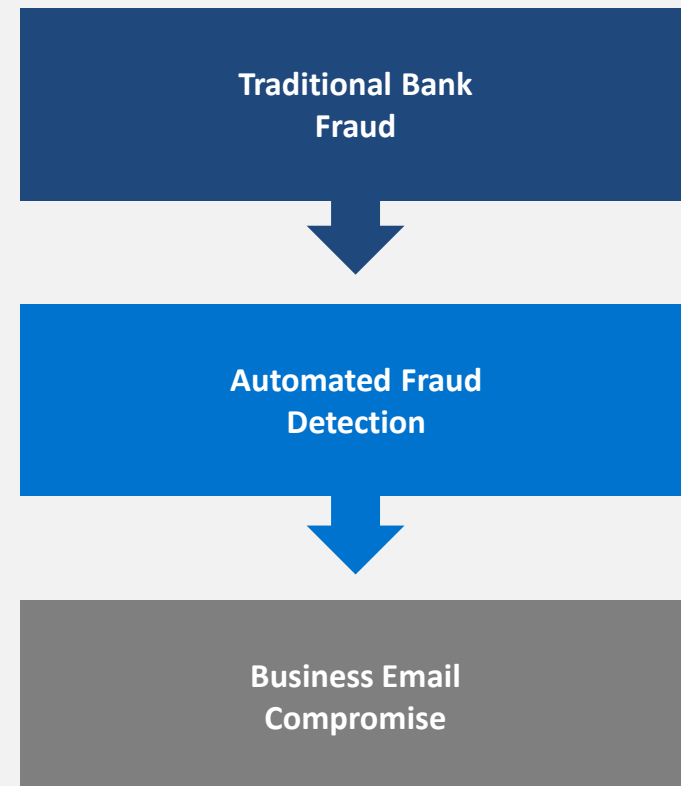 Traditional Bank
Fraud
Automated Fraud
Detection
Business Email
Compromise